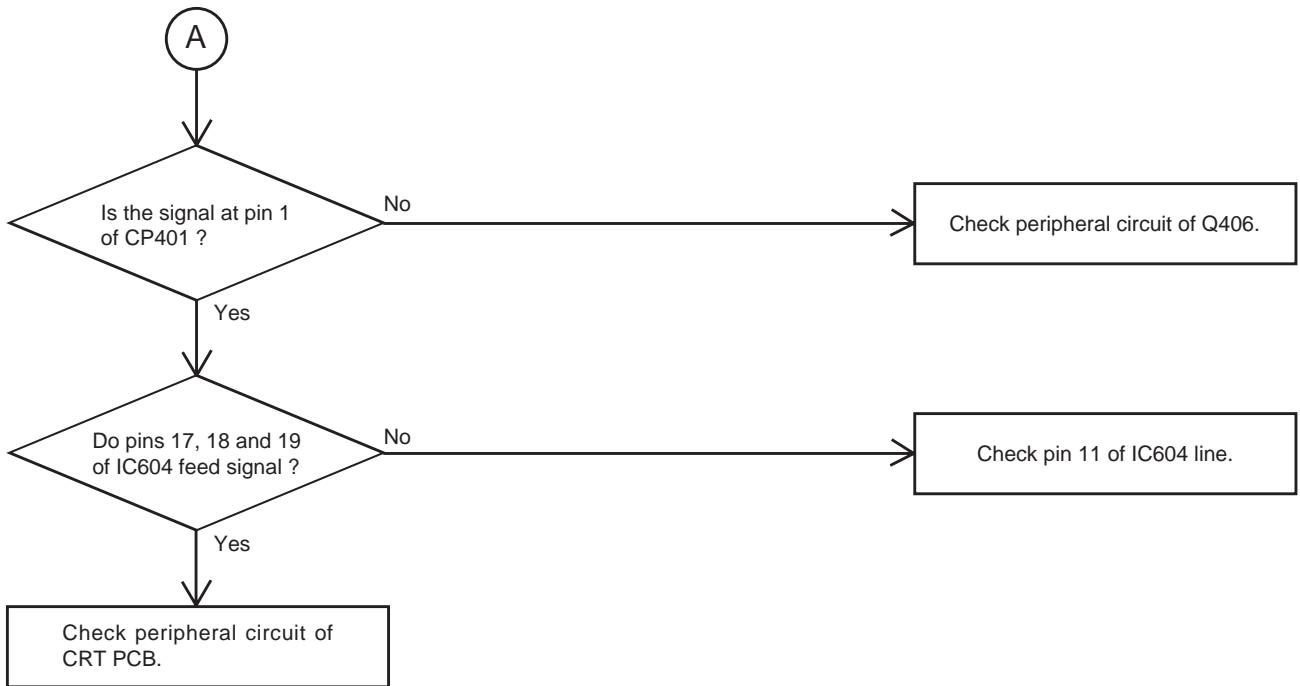 A
Is the signal at pin 1
of CP401 ?
No
Check peripheral circuit of Q406.
Yes
Do pins 17, 18 and 19
of IC604 feed signal ?
No
Check pin 11 of IC604 line.
Yes
Check peripheral circuit of
CRT PCB.